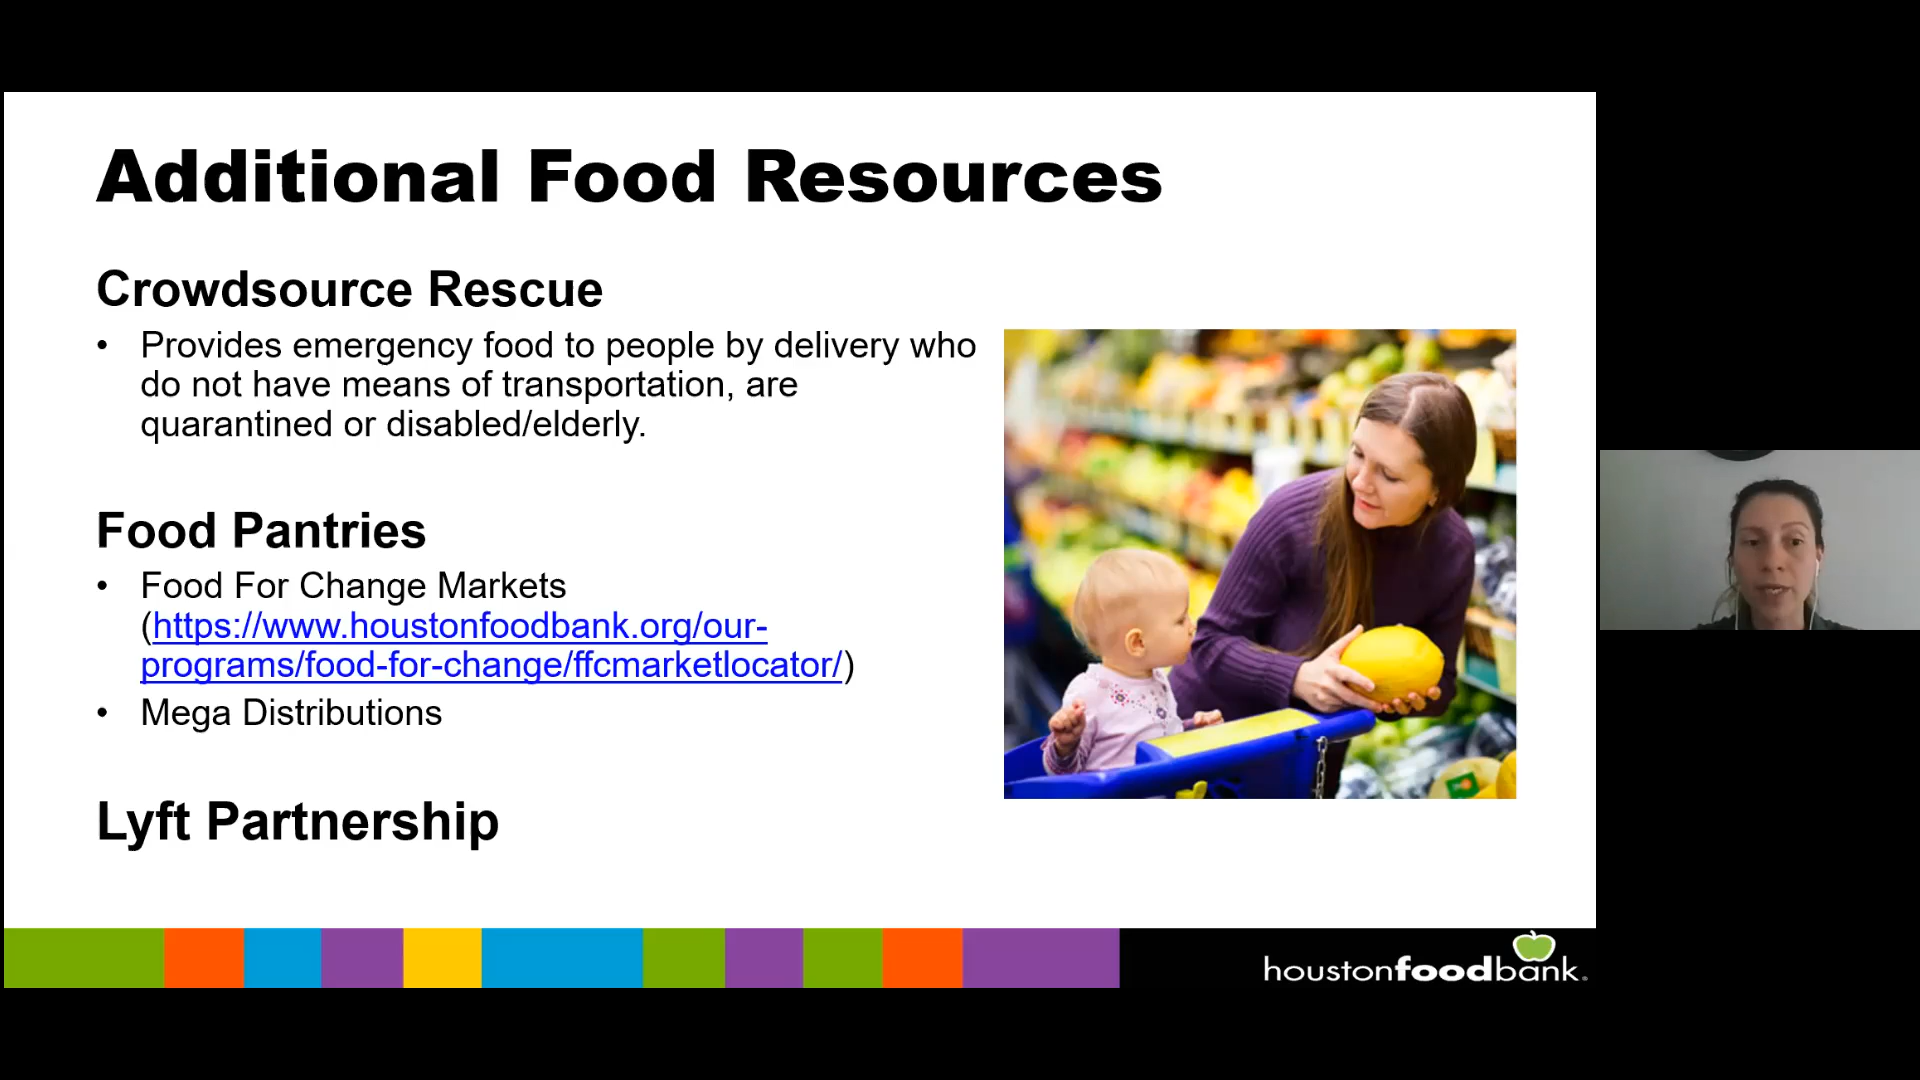 Additional Food Resources
Crowdsource Rescue
• Provides emergency food to people by delivery who
do not have means of transportation, are
quarantined or disabled/elderly.
Food Pantries
• Food For Change Markets
(https://www.houstonfoodbank.org/our-
programs/food-for-change/ffcmarketlocator/)
• Mega Distributions
Lyft Partnership
houstonfoodbank.